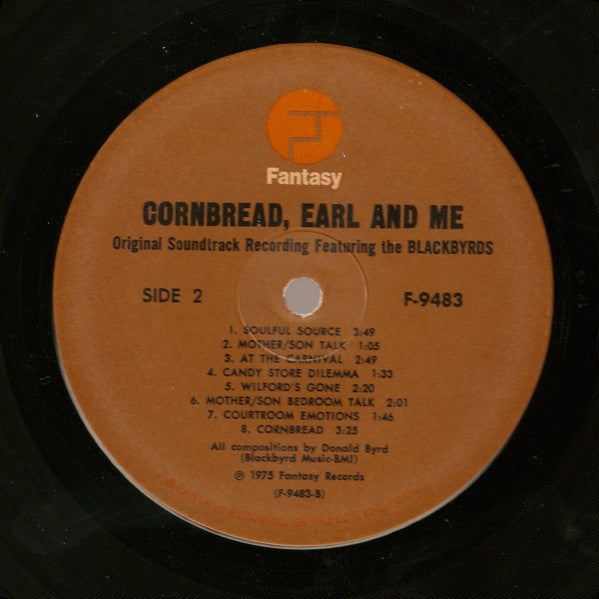 Fantasy
CORNBREAD, EARL AND ME
Original Soundtrack Recording Featuring the BLACKBYRDS
SIDE 2
F-9483
1. SOULFUL SOURCE 3:49
2. MOTHER/SON TALK 1:05
3. AT THE CARNIVAL 2:49
4. CANDY STORE DILEMMA 1:33
5. WILFORD'S GONE 2:20
6. MOTHER/SON BEDROOM TALK 2:01
7. COURTROOM EMOTIONS 1:46
8. CORNBREAD 3:25
All compositions by Donald Byrd
(Blackbyrd Music-BMI)
℗ 1975 Fantasy Records
(F-9483-B)